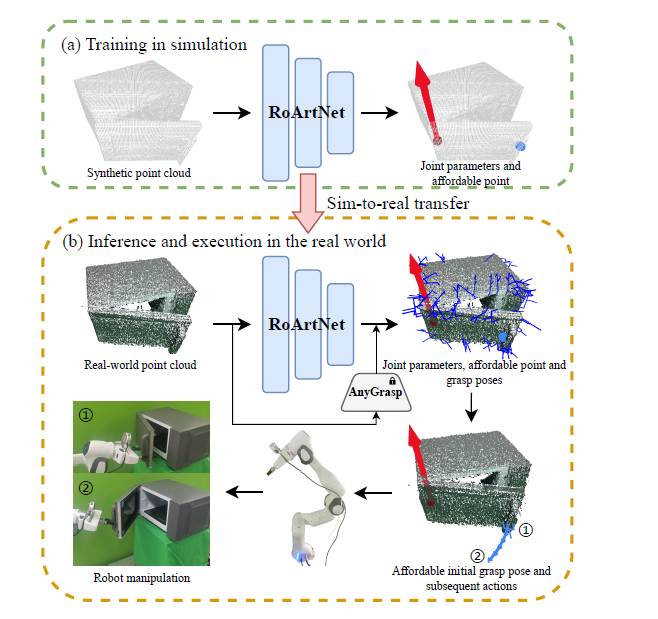 (a) Training in simulation
RoArtNet
Synthetic point cloud
Joint parameters and
affordable point
Sim-to-real transfer
(b) Inference and execution in the real world
RoArtNet
Real-world point cloud
Joint parameters, affordable point and
grasp poses
AnyGrasp
①
②
①
②
Robot manipulation
Affordable initial grasp pose and
subsequent actions